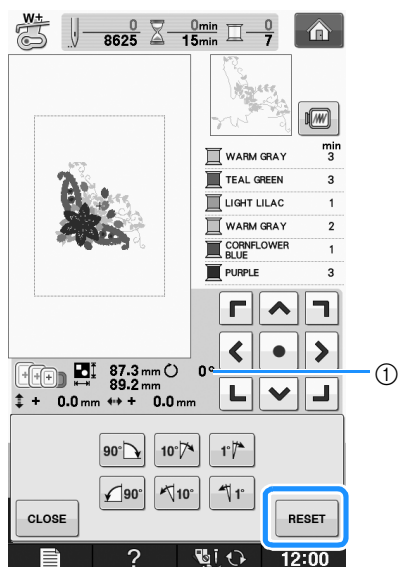 W+ 0 0min 0
8625 15min 7
min
WARM GRAY 3
TEAL GREEN 3
LIGHT LILAC 1
WARM GRAY 2
CORNFLOWER
BLUE 1
PURPLE 3
87.3 mm 0°
89.2 mm
+ 0.0 mm + 0.0 mm
①
90° 10° 1°
90° 10° 1°
CLOSE RESET
? 12:00